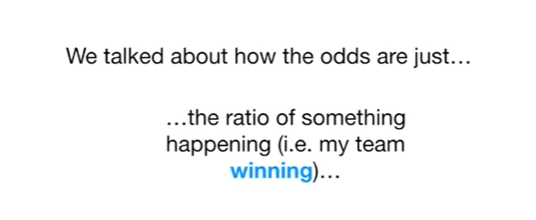 We talked about how the odds are just…
…the ratio of something
happening (i.e. my team
winning)…